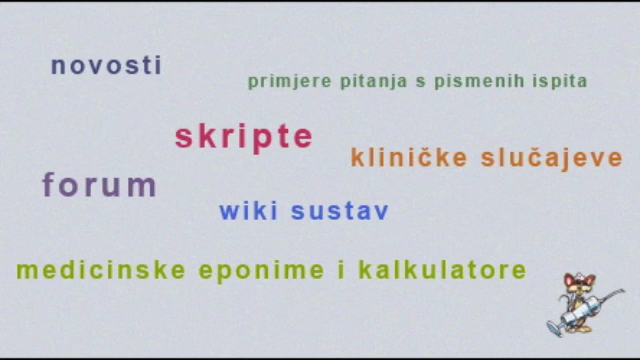 novosti
primjere pitanja s pismenih ispita
skripte
kliničke slučajeve
forum
wiki sustav
medicinske eponime i kalkulatore